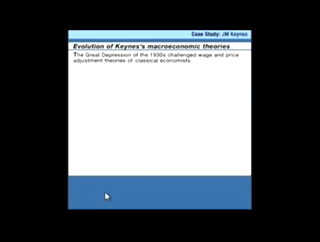 Case Study: JM Keynes
Evolution of Keynes's macroeconomic theories
The Great Depression of the 1930s challenged wage and price
adjustment theories of classical economists.